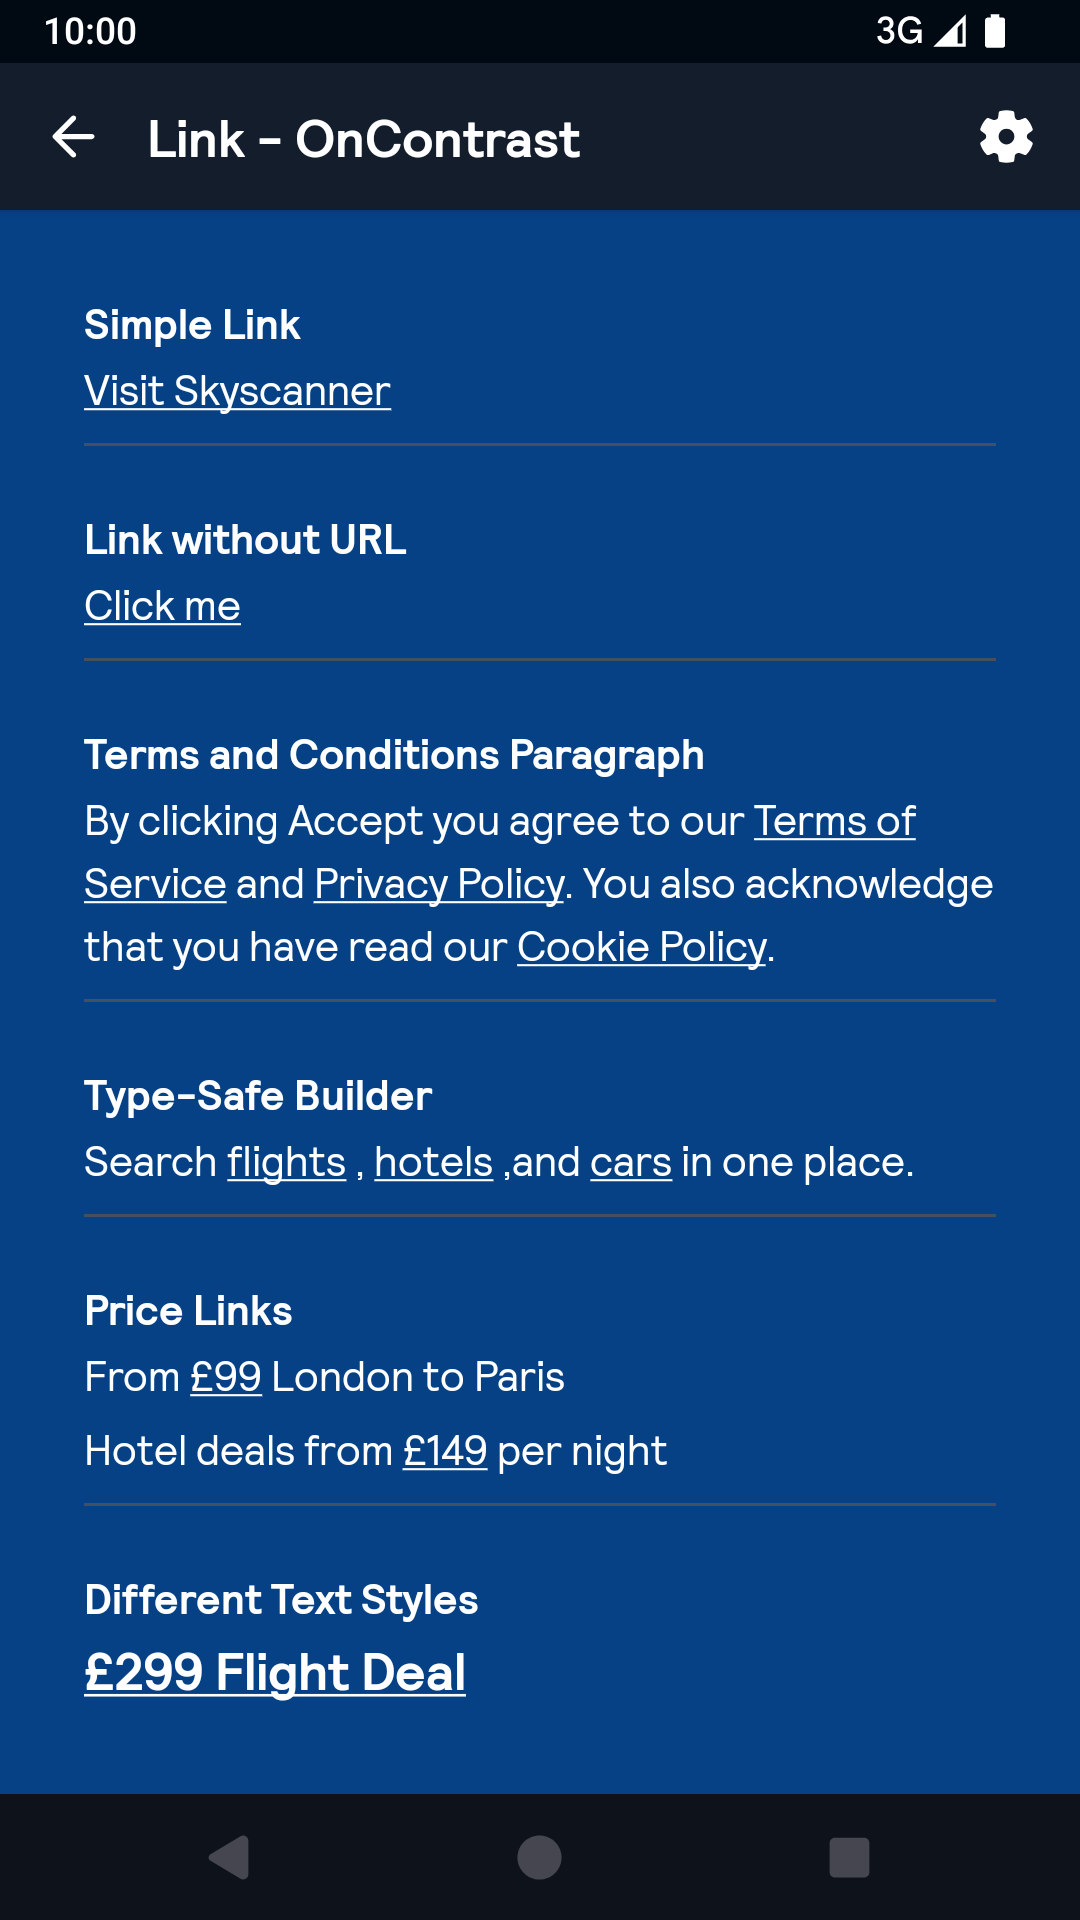 10:00
3G
Link - OnContrast
Simple Link
Visit Skyscanner
Link without URL
Click me
Terms and Conditions Paragraph
By clicking Accept you agree to our Terms of
Service and Privacy Policy. You also acknowledge
that you have read our Cookie Policy.
Type-Safe Builder
Search flights , hotels ,and cars in one place.
Price Links
From £99 London to Paris
Hotel deals from £149 per night
Different Text Styles
£299 Flight Deal